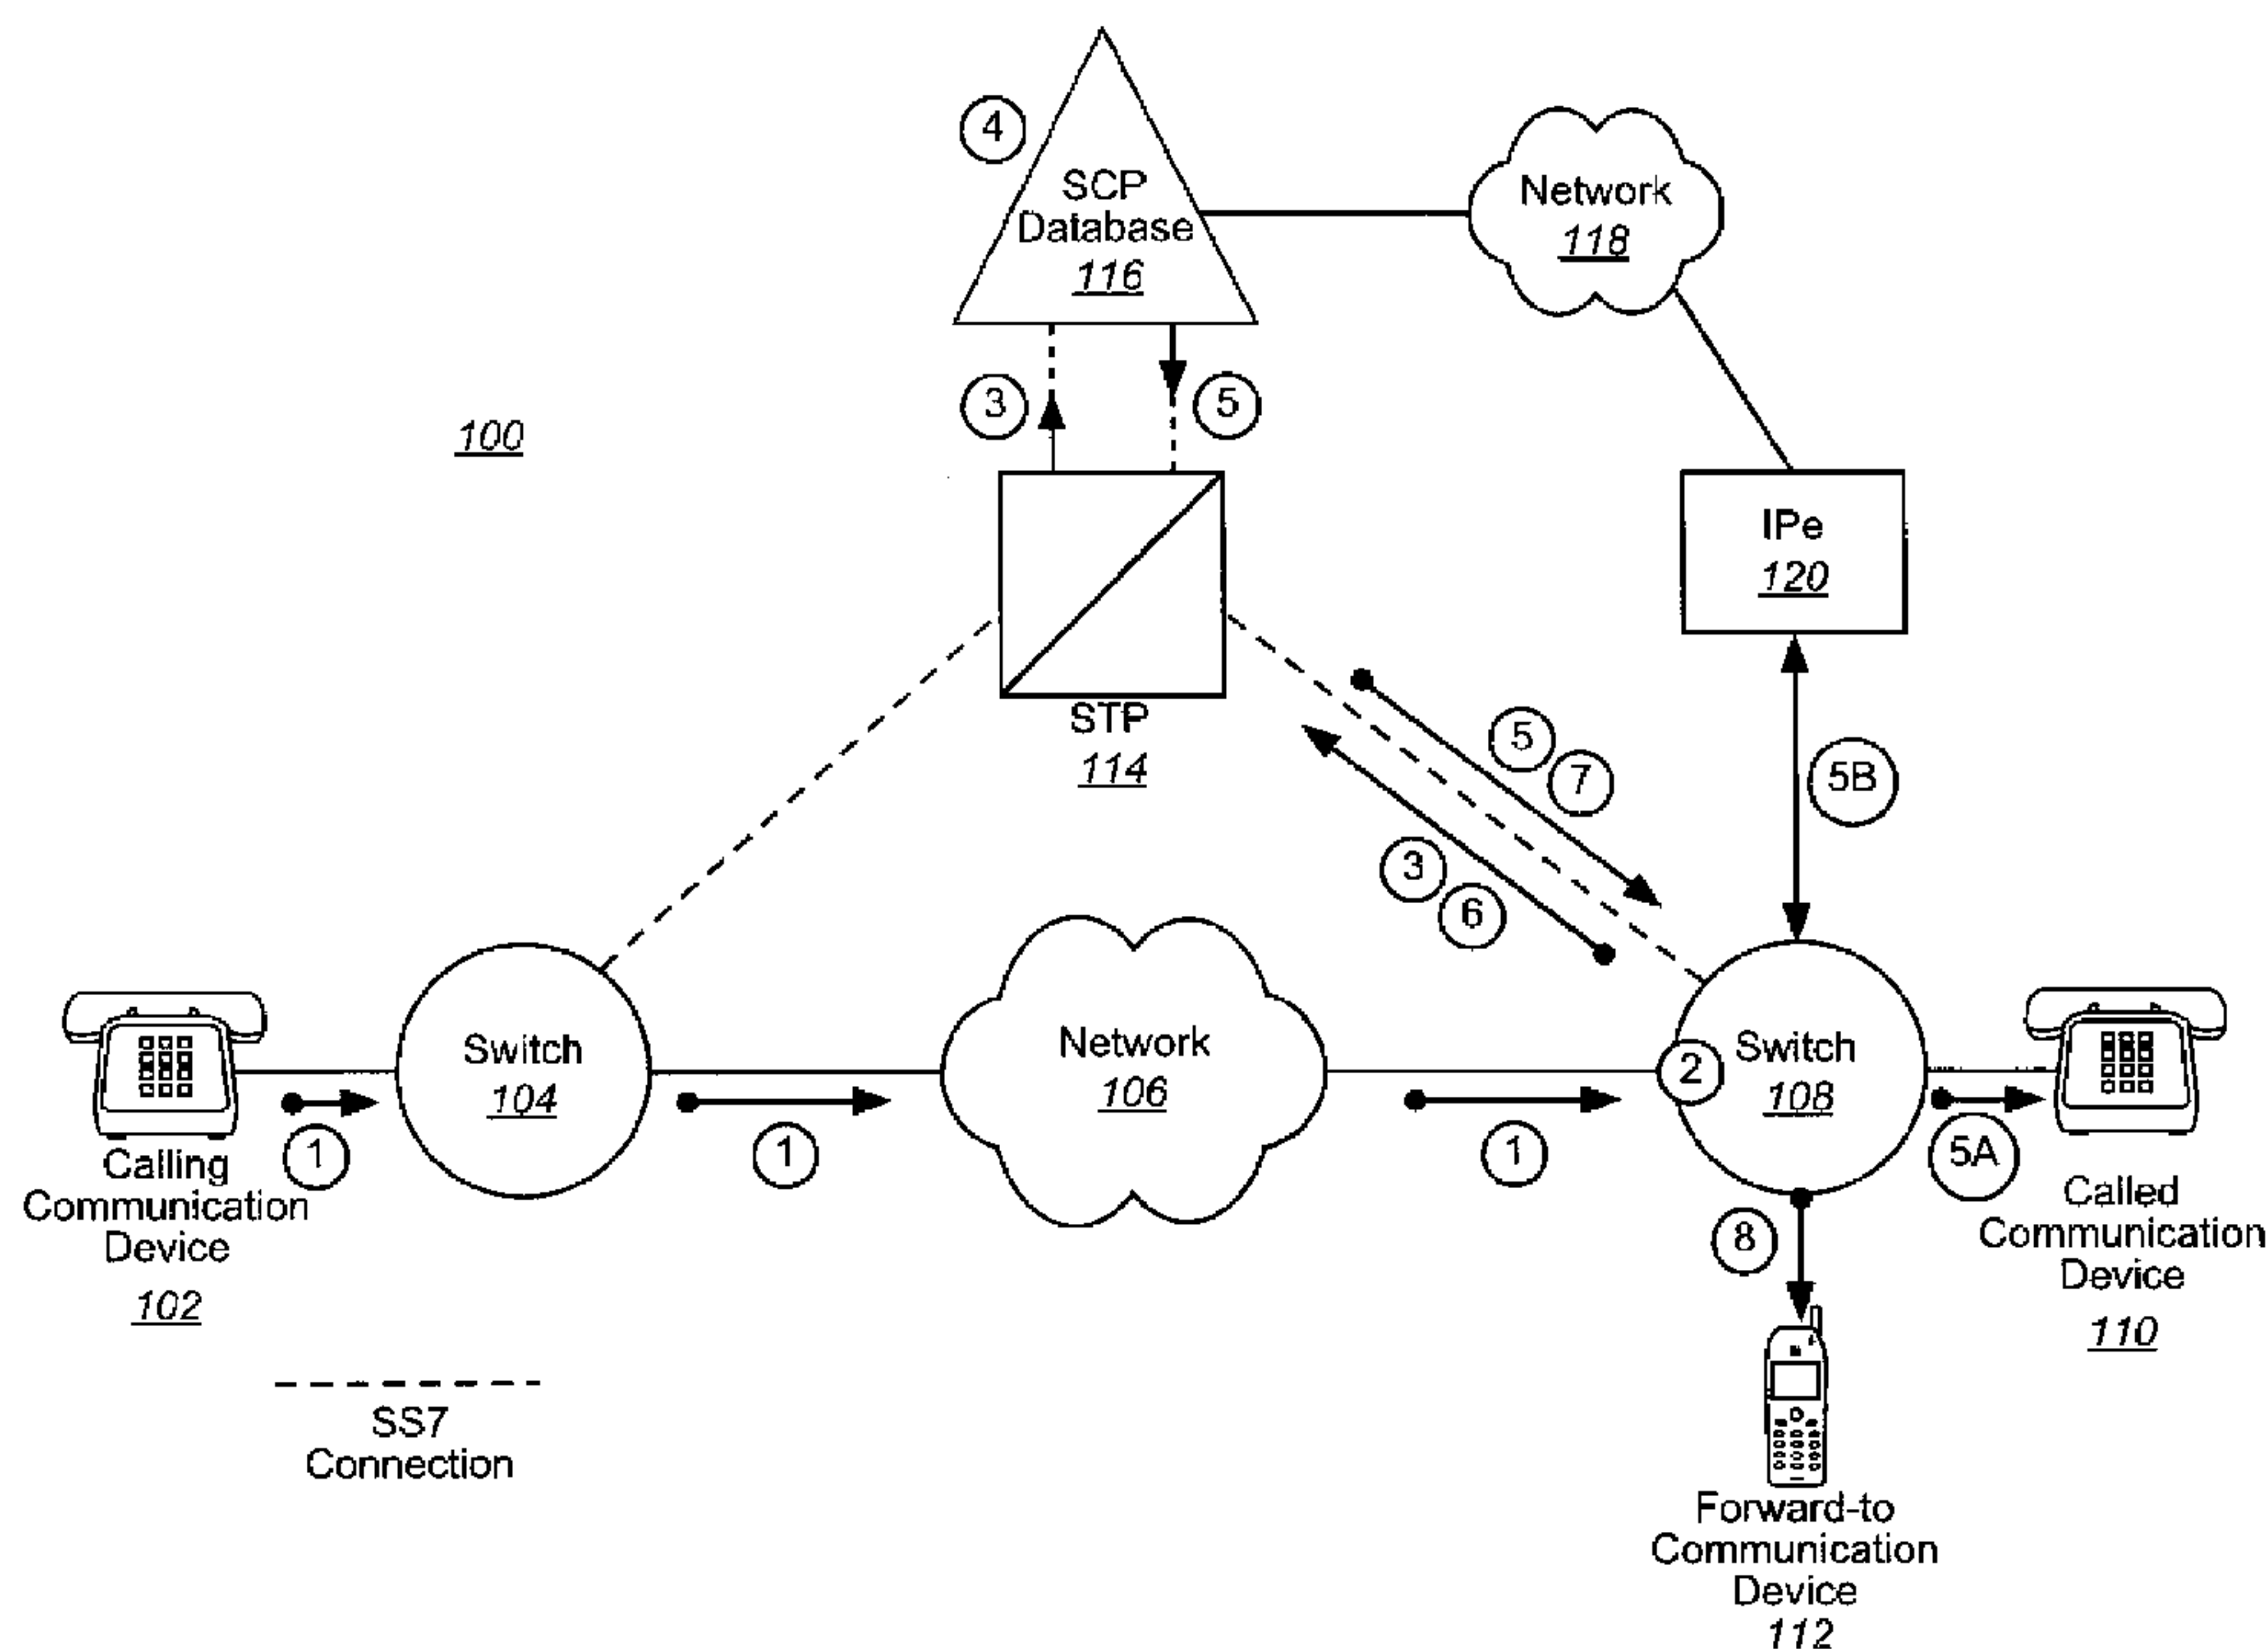 4
SCP
Database
116
Network
118
3
5
100
IPe
120
STP
114
5
7
5B
3
6
Switch
104
Network
106
2
Switch
108
1
1
1
5A
Calling
Communication
Device
102
8
Called
Communication
Device
110
SS7
Connection
Forward-to
Communication
Device
112